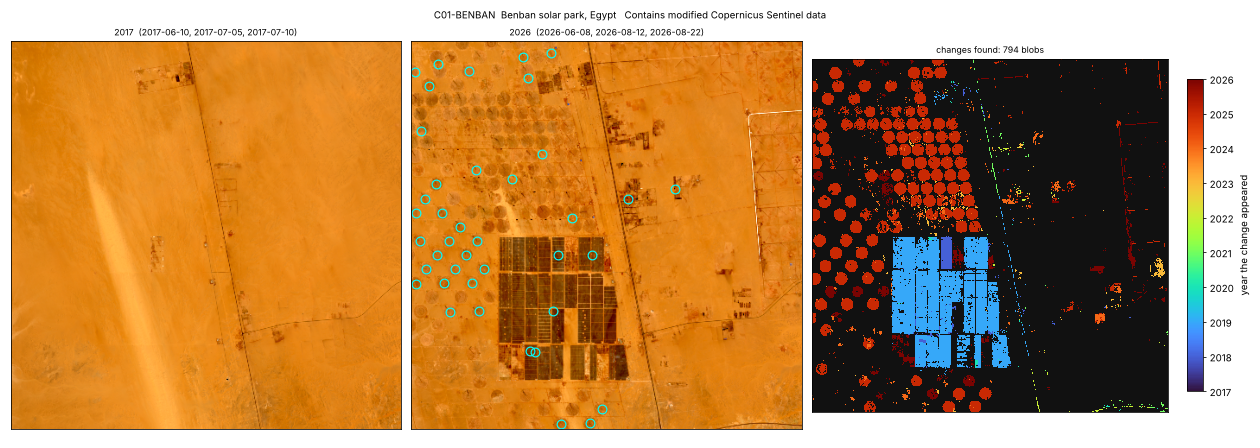 C01-BENBAN  Benban solar park, Egypt   Contains modified Copernicus Sentinel data
2017  (2017-06-10, 2017-07-05, 2017-07-10)
2026  (2026-06-08, 2026-08-12, 2026-08-22)
changes found: 794 blobs
2026
2025
2024
2023
2022
2021
2020
2019
2018
2017
year the change appeared